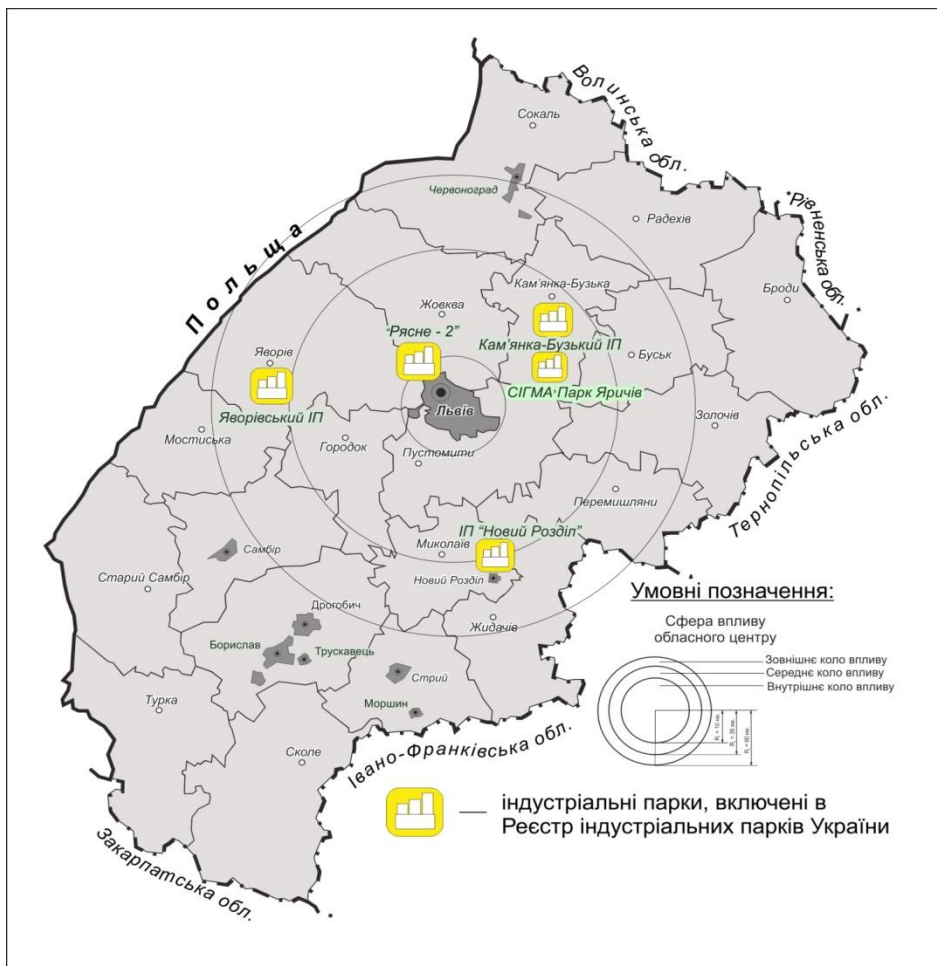 Волинська обл.
Сокаль
Червоноград
Радехів
Рівненська обл.
Польща
Кам'янка-Бузька
Броди
Жовква
"Рясне - 2"
Кам'янка-Бузький ІП
Яворів
Буськ
СІГМА Парк Яричів
Львів
Яворівський ІП
Золочів
Мостиська
Городок
Пустомити
Тернопільська обл.
Перемишляни
ІП "Новий Розділ"
Миколаїв
Самбір
Новий Розділ
Старий Самбір
Умовні позначення:
Дрогобич
Жидачів
Сфера впливу
обласного центру
Борислав
Трускавець
Зовнішнє коло впливу
Середнє коло впливу
Внутрішнє коло впливу
Стрий
Турка
Моршин
Сколе
Івано-Франківська обл.
індустріальні парки, включені в
Реєстр індустріальних парків України
Закарпатська обл.